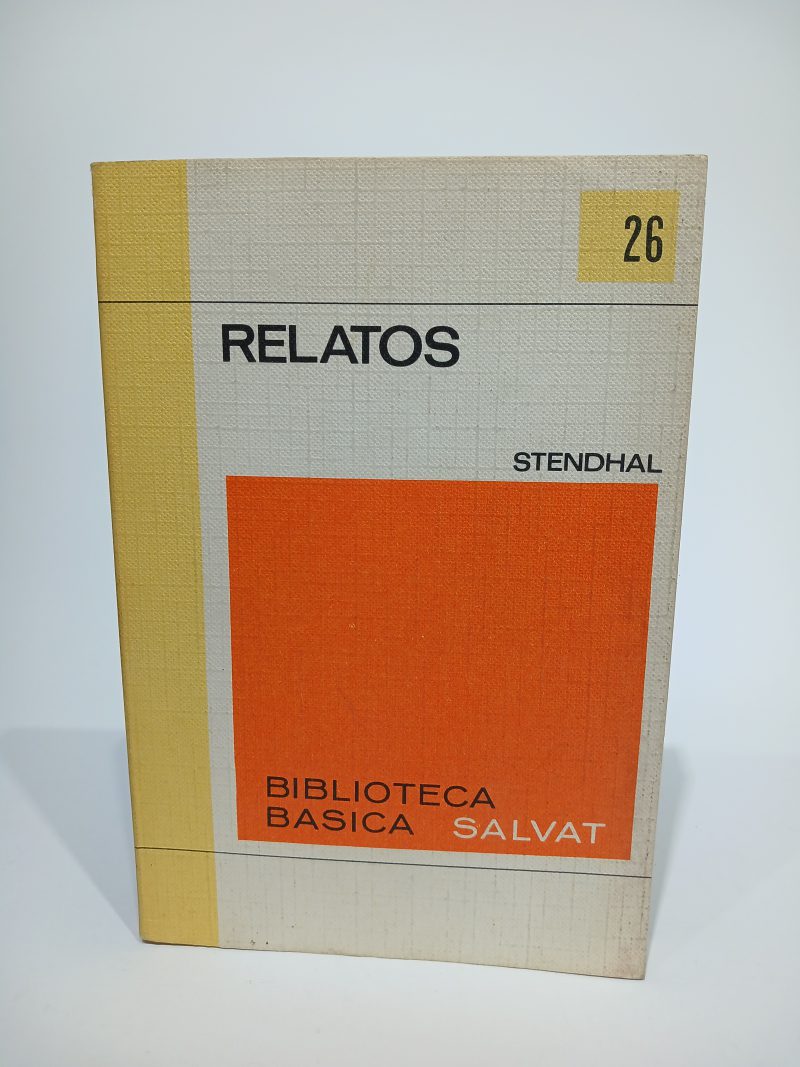 26
RELATOS
STENDHAL
BIBLIOTECA
BASICA SALVAT